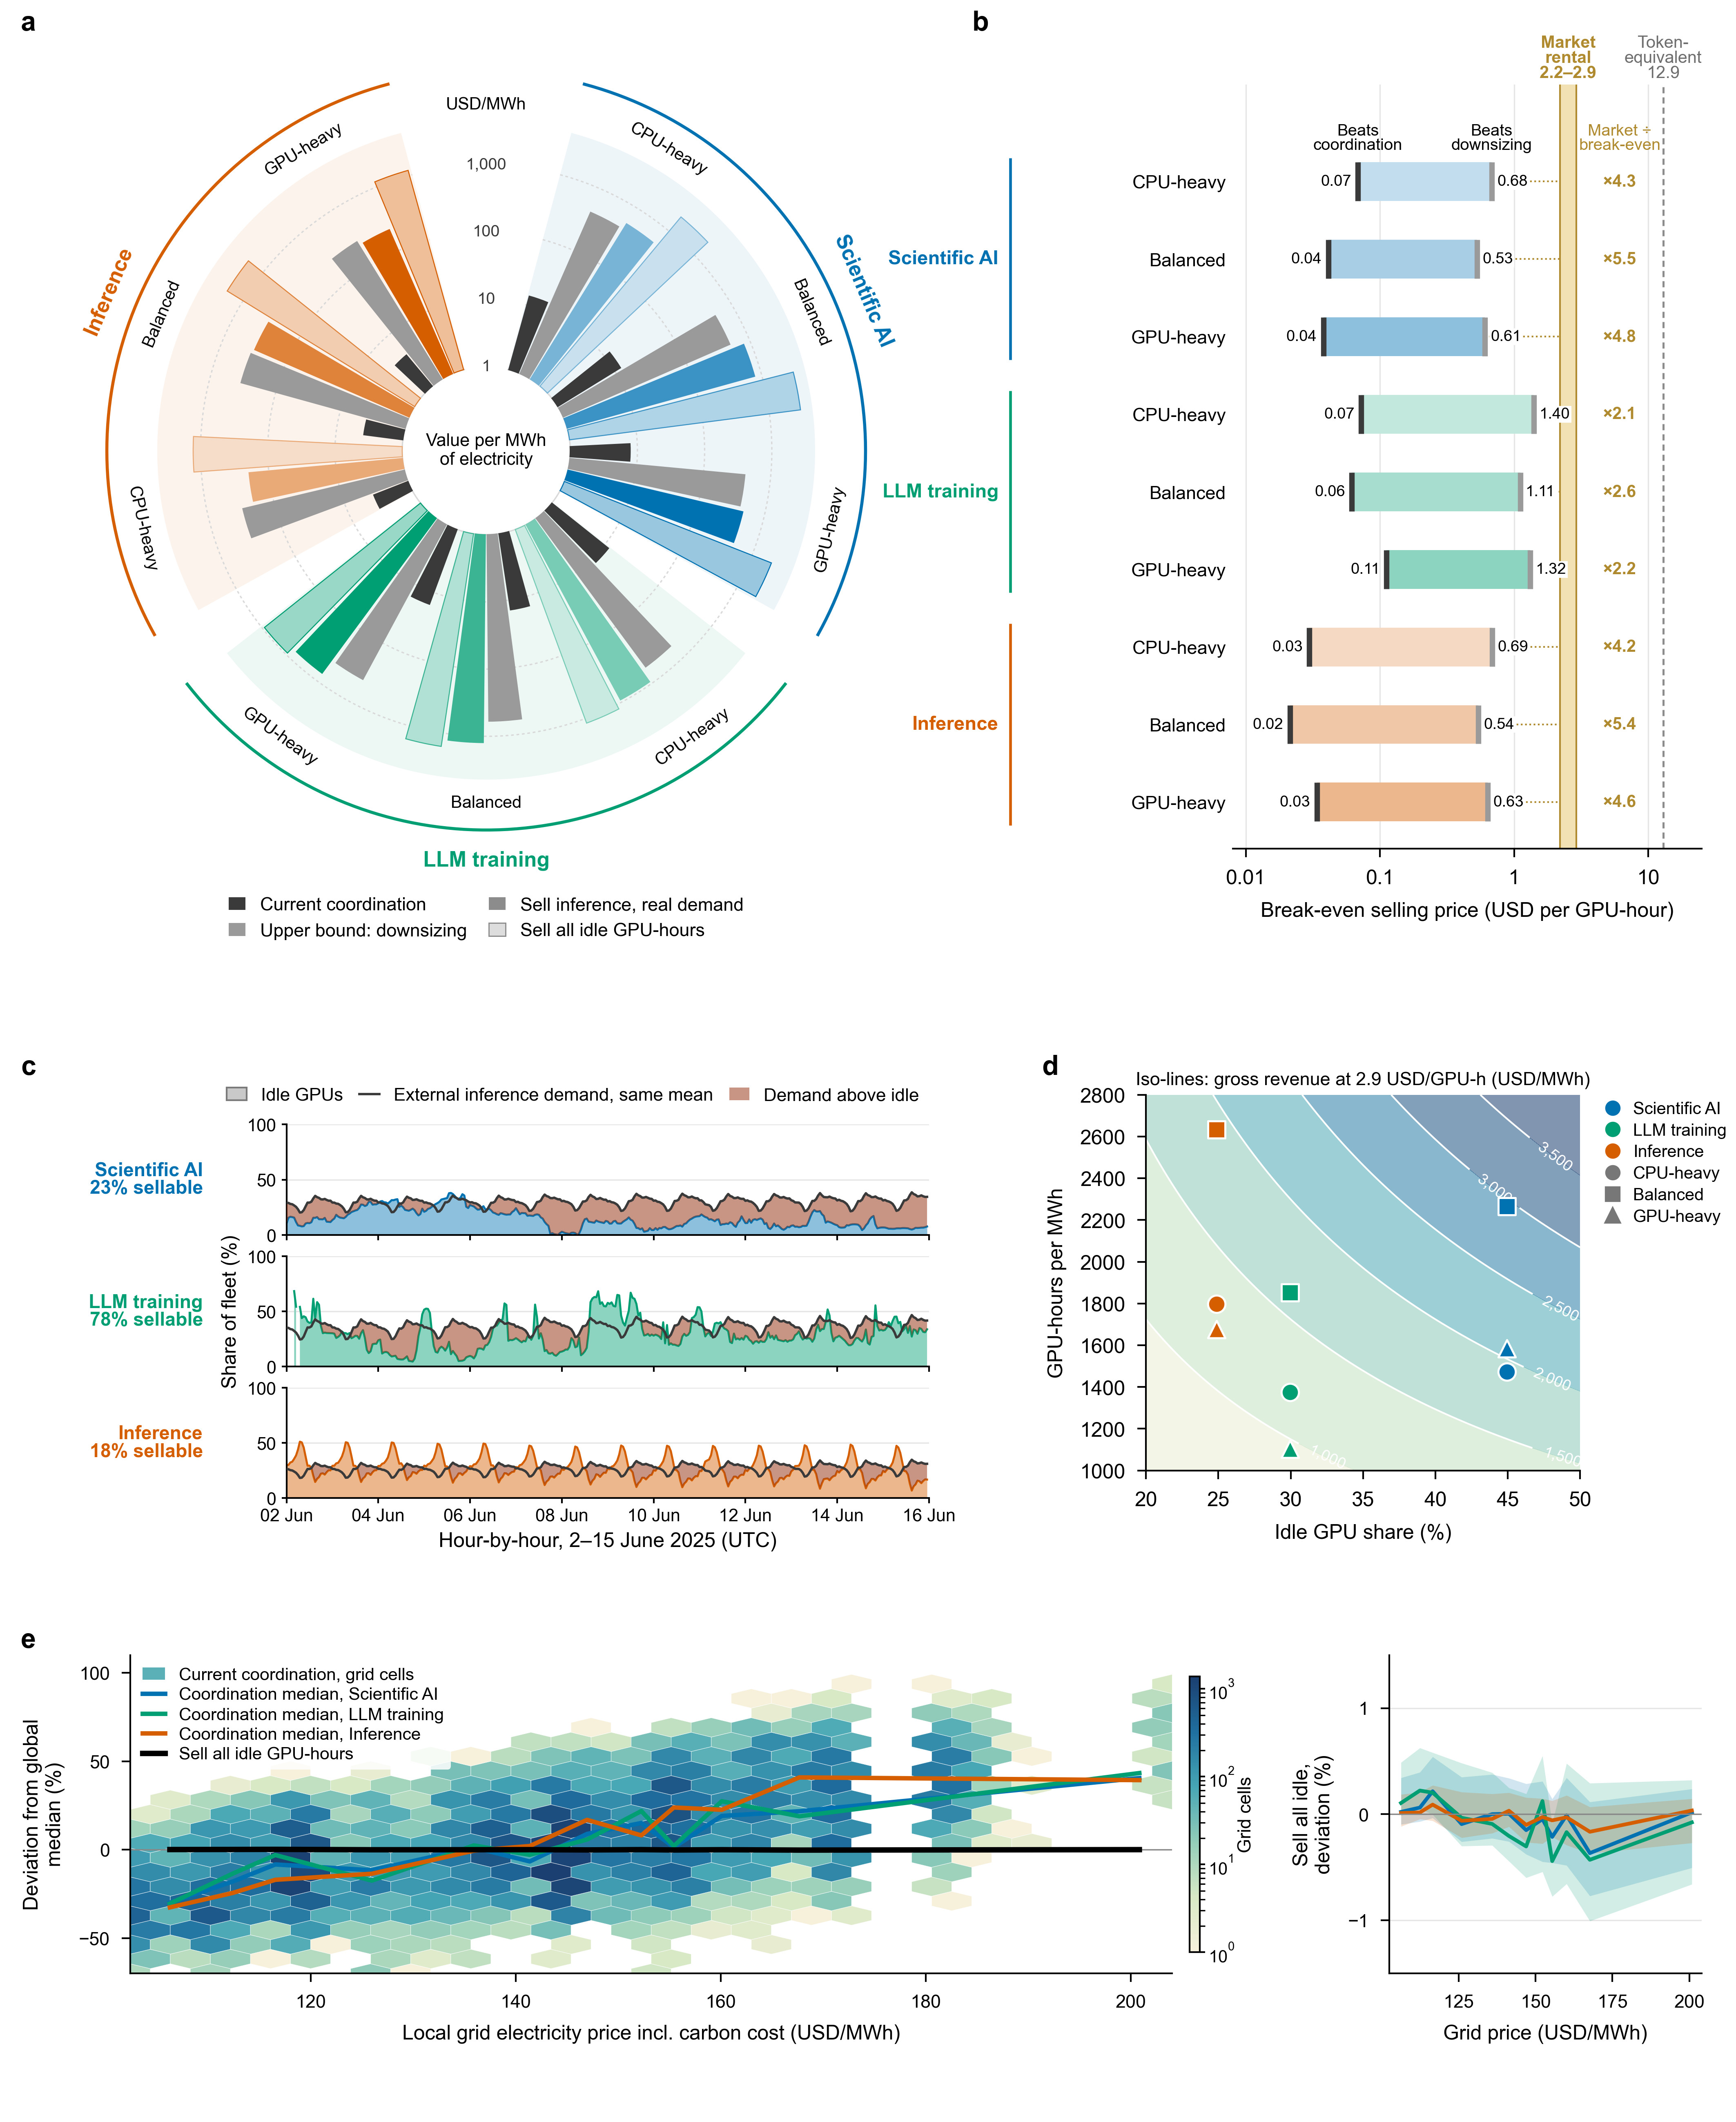 a
USD/MWh
1,000
100
10
1
GPU-heavy
Balanced
CPU-heavy
Inference
CPU-heavy
Balanced
GPU-heavy
Scientific AI
Value per MWh
of electricity
GPU-heavy
Balanced
CPU-heavy
LLM training
Current coordination
Upper bound: downsizing
Sell inference, real demand
Sell all idle GPU-hours
b
Market
rental
2.2–2.9
Token-
equivalent
12.9
Beats
coordination
Beats
downsizing
Market ÷
break-even
Scientific AI
CPU-heavy 0.07 0.68 ×4.3
Balanced 0.04 0.53 ×5.5
GPU-heavy 0.04 0.61 ×4.8
LLM training
CPU-heavy 0.07 1.40 ×2.1
Balanced 0.06 1.11 ×2.6
GPU-heavy 0.11 1.32 ×2.2
Inference
CPU-heavy 0.03 0.69 ×4.2
Balanced 0.02 0.54 ×5.4
GPU-heavy 0.03 0.63 ×4.6
0.01 0.1 1 10
Break-even selling price (USD per GPU-hour)
c
Idle GPUs External inference demand, same mean Demand above idle
Scientific AI
23% sellable
100
50
0
LLM training
78% sellable
100
50
0
Inference
18% sellable
100
50
0
Share of fleet (%)
02 Jun 04 Jun 06 Jun 08 Jun 10 Jun 12 Jun 14 Jun 16 Jun
Hour-by-hour, 2–15 June 2025 (UTC)
d
Iso-lines: gross revenue at 2.9 USD/GPU-h (USD/MWh)
2800
2600
2400
2200
2000
1800
1600
1400
1200
1000
GPU-hours per MWh
3,500
3,000
2,500
2,000
1,500
1,000
20 25 30 35 40 45 50
Idle GPU share (%)
Scientific AI
LLM training
Inference
CPU-heavy
Balanced
GPU-heavy
e
Deviation from global
median (%)
100
50
0
−50
Current coordination, grid cells
Coordination median, Scientific AI
Coordination median, LLM training
Coordination median, Inference
Sell all idle GPU-hours
120 140 160 180 200
Local grid electricity price incl. carbon cost (USD/MWh)
10^3
10^2
10^1
10^0
Grid cells
Sell all idle,
deviation (%)
1
0
−1
125 150 175 200
Grid price (USD/MWh)